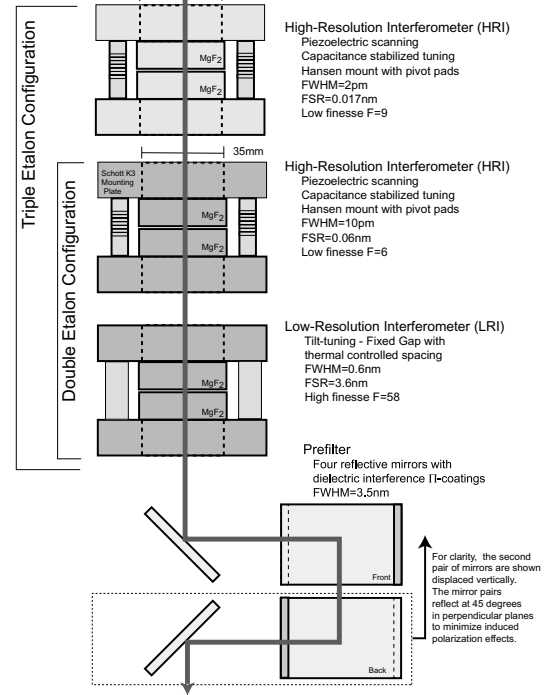 Triple Etalon Configuration
Double Etalon Configuration
High-Resolution Interferometer (HRI)
Piezoelectric scanning
Capacitance stabilized tuning
Hansen mount with pivot pads
FWHM=2pm
FSR=0.017nm
Low finesse F=9
MgF2
MgF2
35mm
High-Resolution Interferometer (HRI)
Piezoelectric scanning
Capacitance stabilized tuning
Hansen mount with pivot pads
FWHM=10pm
FSR=0.06nm
Low finesse F=6
Schott K3
Mounting
Plate
MgF2
MgF2
Low-Resolution Interferometer (LRI)
Tilt-tuning - Fixed Gap with
thermal controlled spacing
FWHM=0.6nm
FSR=3.6nm
High finesse F=58
MgF2
MgF2
Prefilter
Four reflective mirrors with
dielectric interference Π-coatings
FWHM=3.5nm
Front
Back
For clarity, the second
pair of mirrors are shown
displaced vertically.
The mirror pairs
reflect at 45 degrees
in perpendicular planes
to minimize induced
polarization effects.